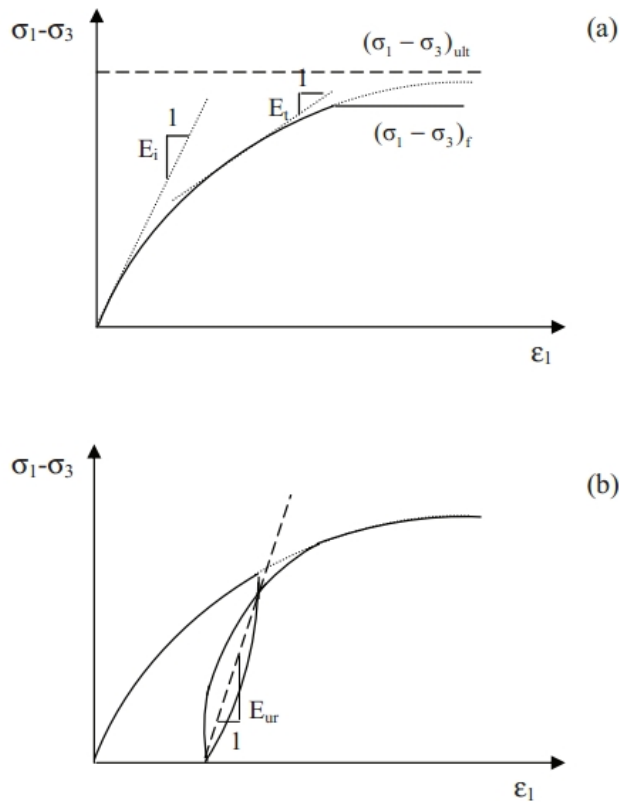 σ₁-σ₃
(a)
(σ₁ − σ₃)ult
1
Eₜ
1
Eᵢ
(σ₁ − σ₃)f
ε₁
σ₁-σ₃
(b)
Eur
1
ε₁